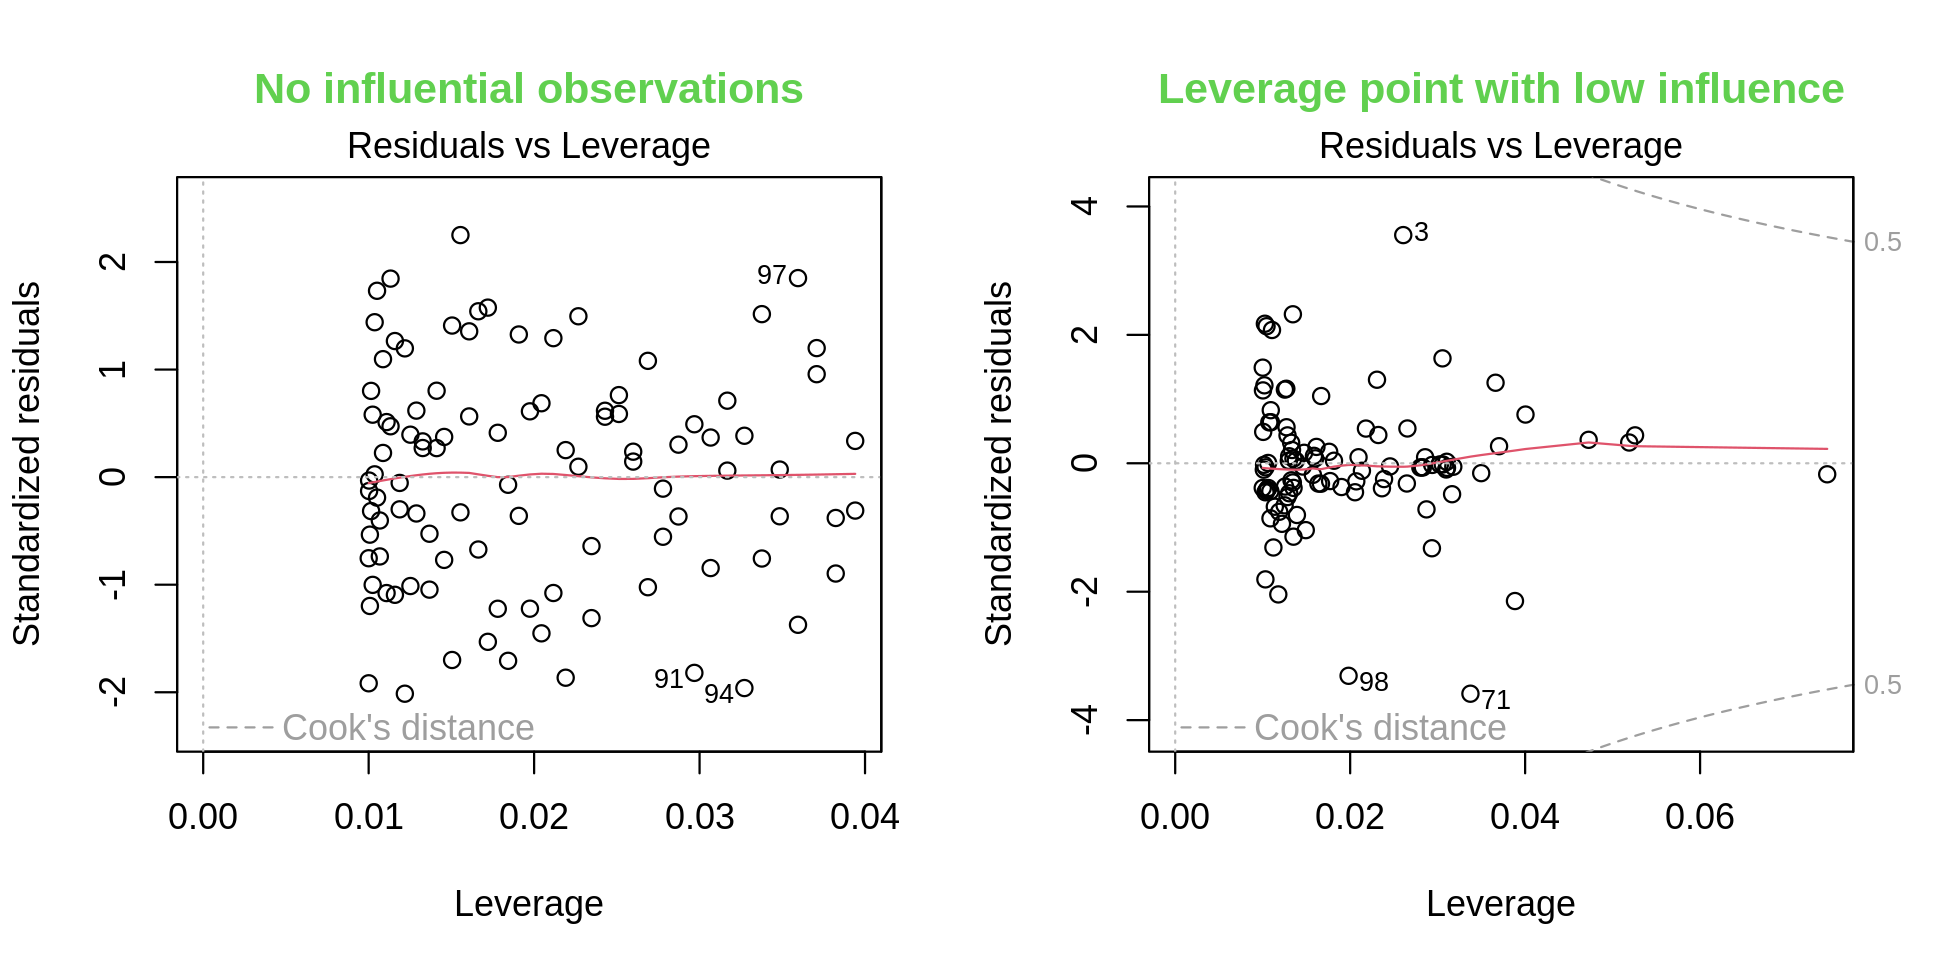 No influential observations
Residuals vs Leverage
Standardized residuals
2
1
0
-1
-2
97
91
94
Cook's distance
0.00 0.01 0.02 0.03 0.04
Leverage
Leverage point with low influence
Residuals vs Leverage
Standardized residuals
4
2
0
-2
-4
3
98
71
0.5
0.5
Cook's distance
0.00 0.02 0.04 0.06
Leverage